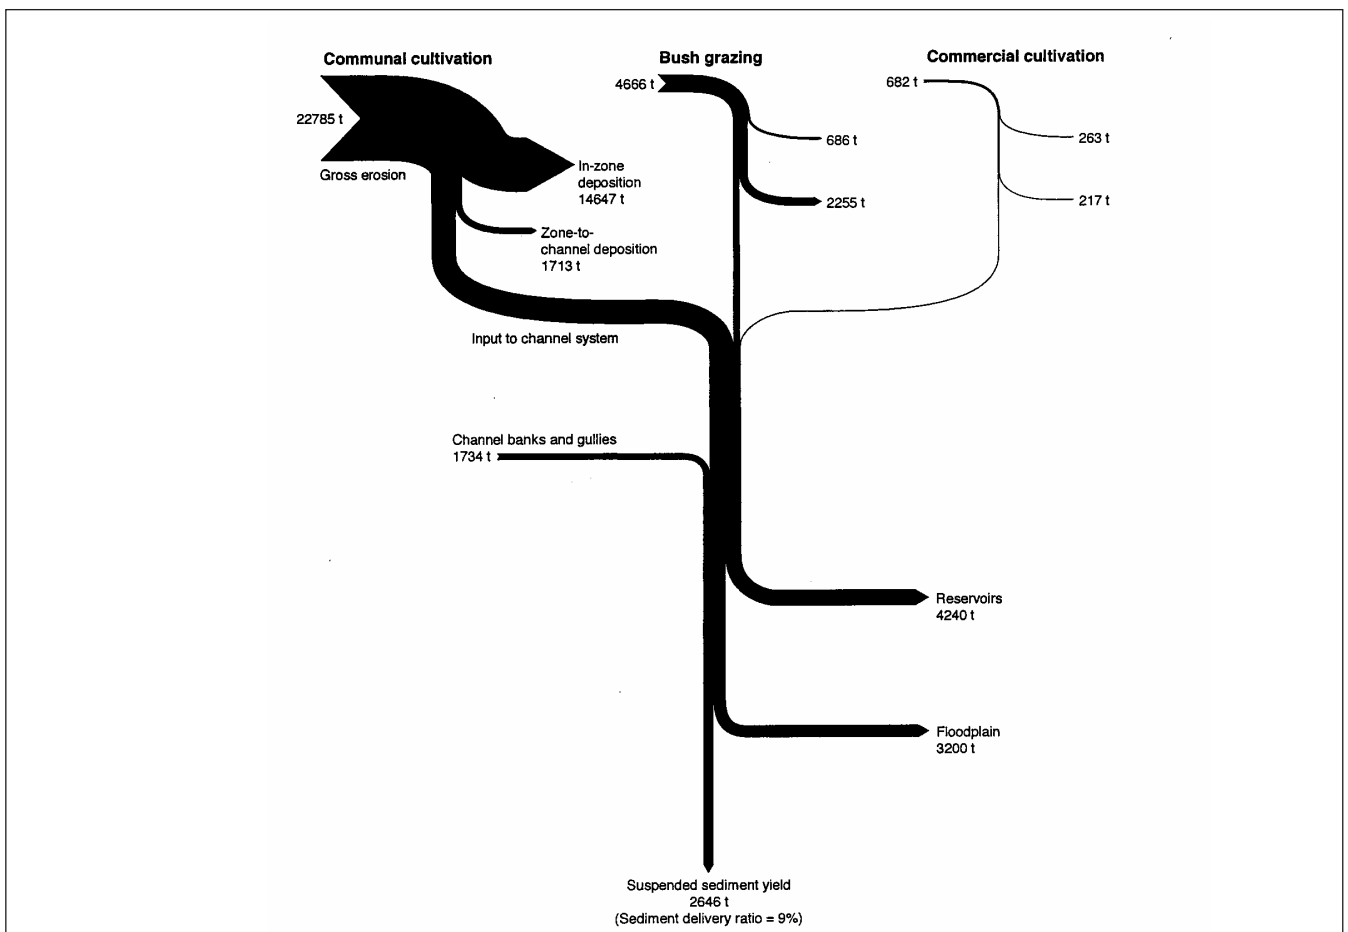 Communal cultivation
22785 t
Gross erosion
In-zone
deposition
14647 t
Zone-to-
channel deposition
1713 t
Input to channel system
Bush grazing
4666 t
686 t
2255 t
Commercial cultivation
682 t
263 t
217 t
Channel banks and gullies
1734 t
Reservoirs
4240 t
Floodplain
3200 t
Suspended sediment yield
2646 t
(Sediment delivery ratio = 9%)